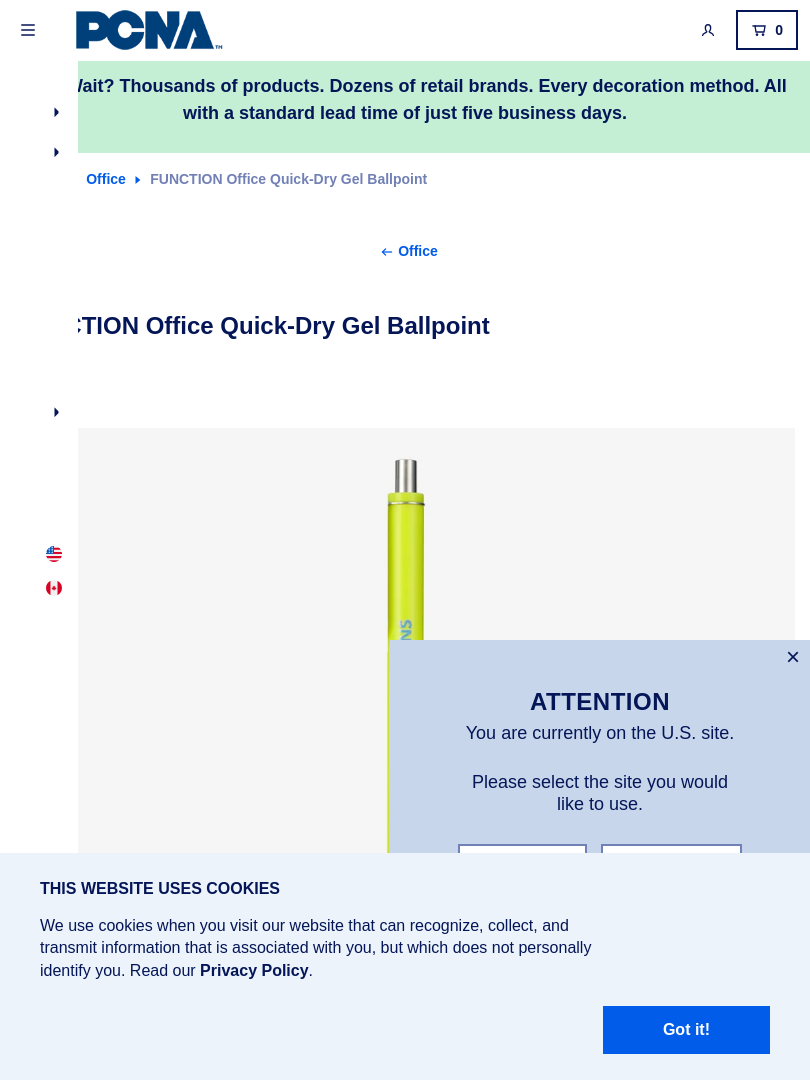 PCNA™
0
Thousands of products. Dozens of retail brands. Every decoration method. All
with a standard lead time of just five business days.
Office
FUNCTION Office Quick-Dry Gel Ballpoint
Office
Office Quick-Dry Gel Ballpoint
ATTENTION
You are currently on the U.S. site.
Please select the site you would
like to use.
THIS WEBSITE USES COOKIES
We use cookies when you visit our website that can recognize, collect, and
transmit information that is associated with you, but which does not personally
identify you. Read our Privacy Policy.
Got it!